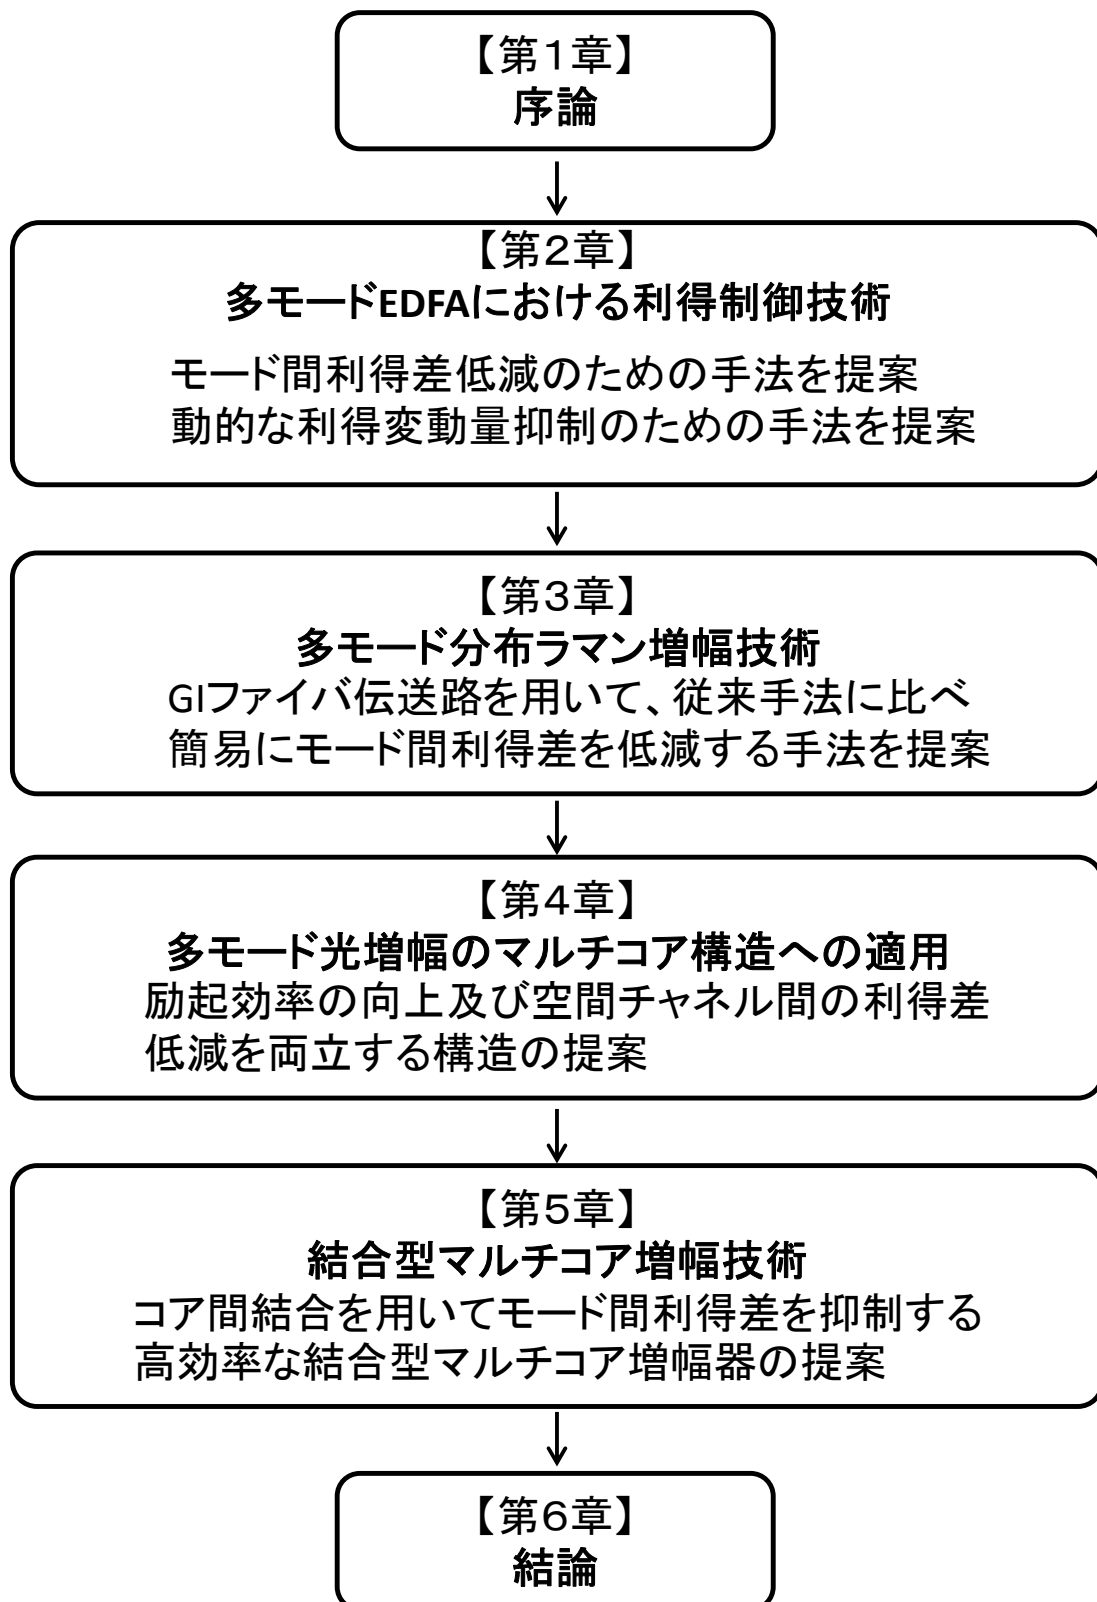 【第１章】
序論
【第２章】
多モードEDFAにおける利得制御技術
モード間利得差低減のための手法を提案
動的な利得変動量抑制のための手法を提案
【第３章】
多モード分布ラマン増幅技術
GIファイバ伝送路を用いて、従来手法に比べ
簡易にモード間利得差を低減する手法を提案
【第４章】
多モード光増幅のマルチコア構造への適用
励起効率の向上及び空間チャネル間の利得差
低減を両立する構造の提案
【第５章】
結合型マルチコア増幅技術
コア間結合を用いてモード間利得差を抑制する
高効率な結合型マルチコア増幅器の提案
【第６章】
結論